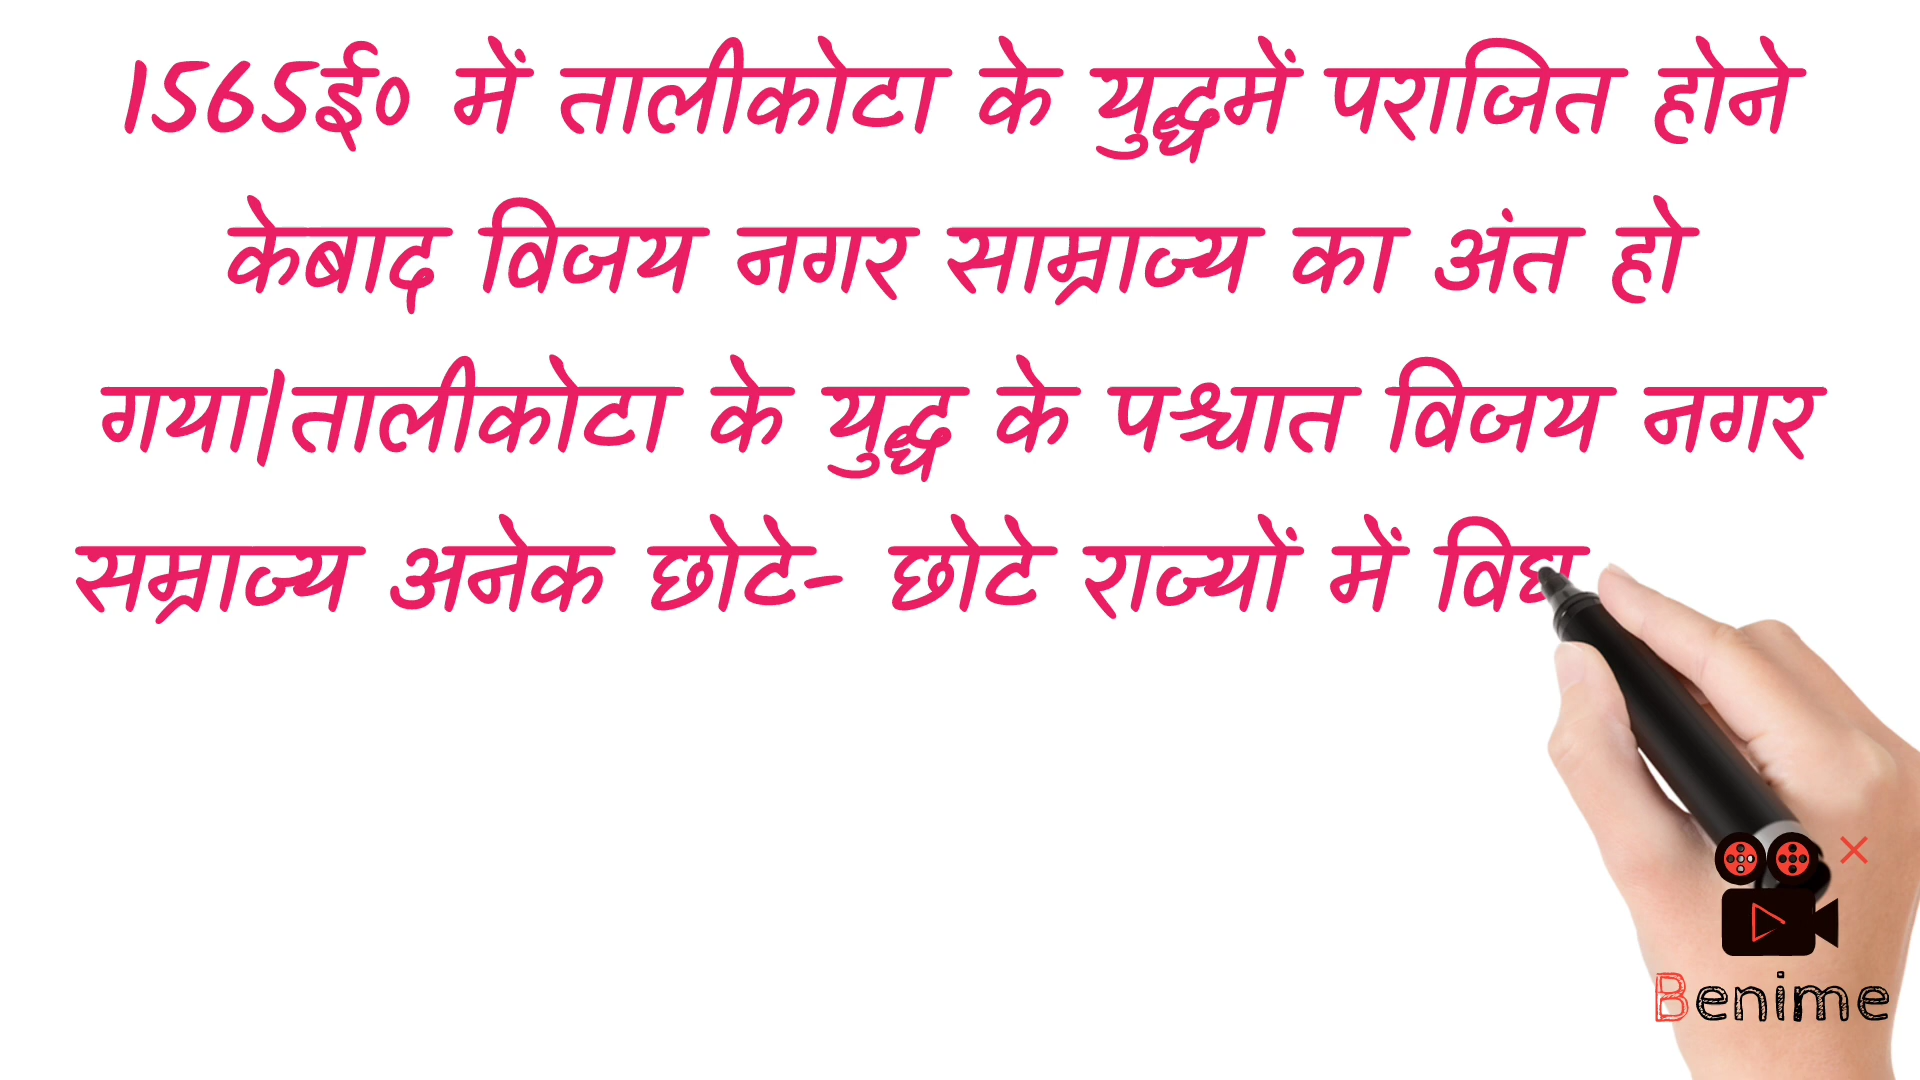 1565ई० में तालीकोटा के युद्धमें पराजित होने
केबाद विजय नगर साम्राज्य का अंत हो
गया|तालीकोटा के युद्ध के पश्चात विजय नगर
सम्राज्य अनेक छोटे- छोटे राज्यों में
Benime